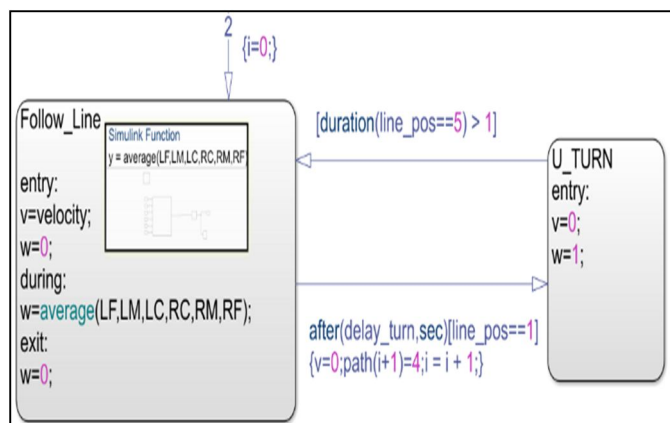 2
{i=0;}
Follow_Line
Simulink Function
y = average(LF,LM,LC,RC,RM,RF)
entry:
v=velocity;
w=0;
during:
w=average(LF,LM,LC,RC,RM,RF);
exit:
w=0;
[duration(line_pos==5) > 1]
U_TURN
entry:
v=0;
w=1;
after(delay_turn,sec)[line_pos==1]
{v=0;path(i+1)=4;i = i + 1;}